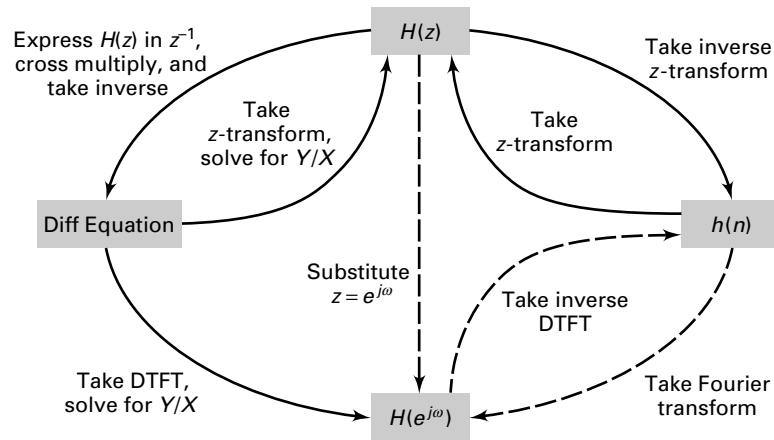 H(z)
Express H(z) in z⁻¹,
cross multiply, and
take inverse
Take inverse
z-transform
Take
z-transform,
solve for Y/X
Take
z-transform
Diff Equation
h(n)
Substitute
z = e^{jω}
Take inverse
DTFT
Take DTFT,
solve for Y/X
Take Fourier
transform
H(e^{jω})